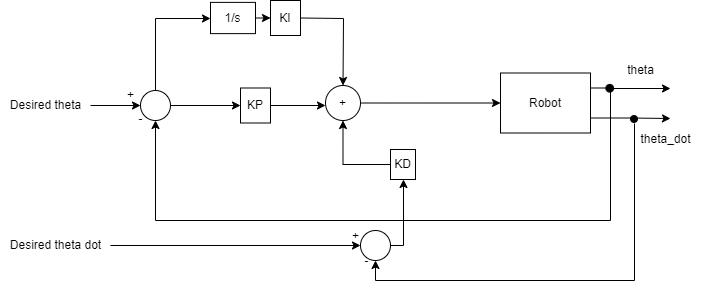 1/s
KI
theta
Desired theta
+
-
KP
+
Robot
theta_dot
KD
Desired theta dot
+
-